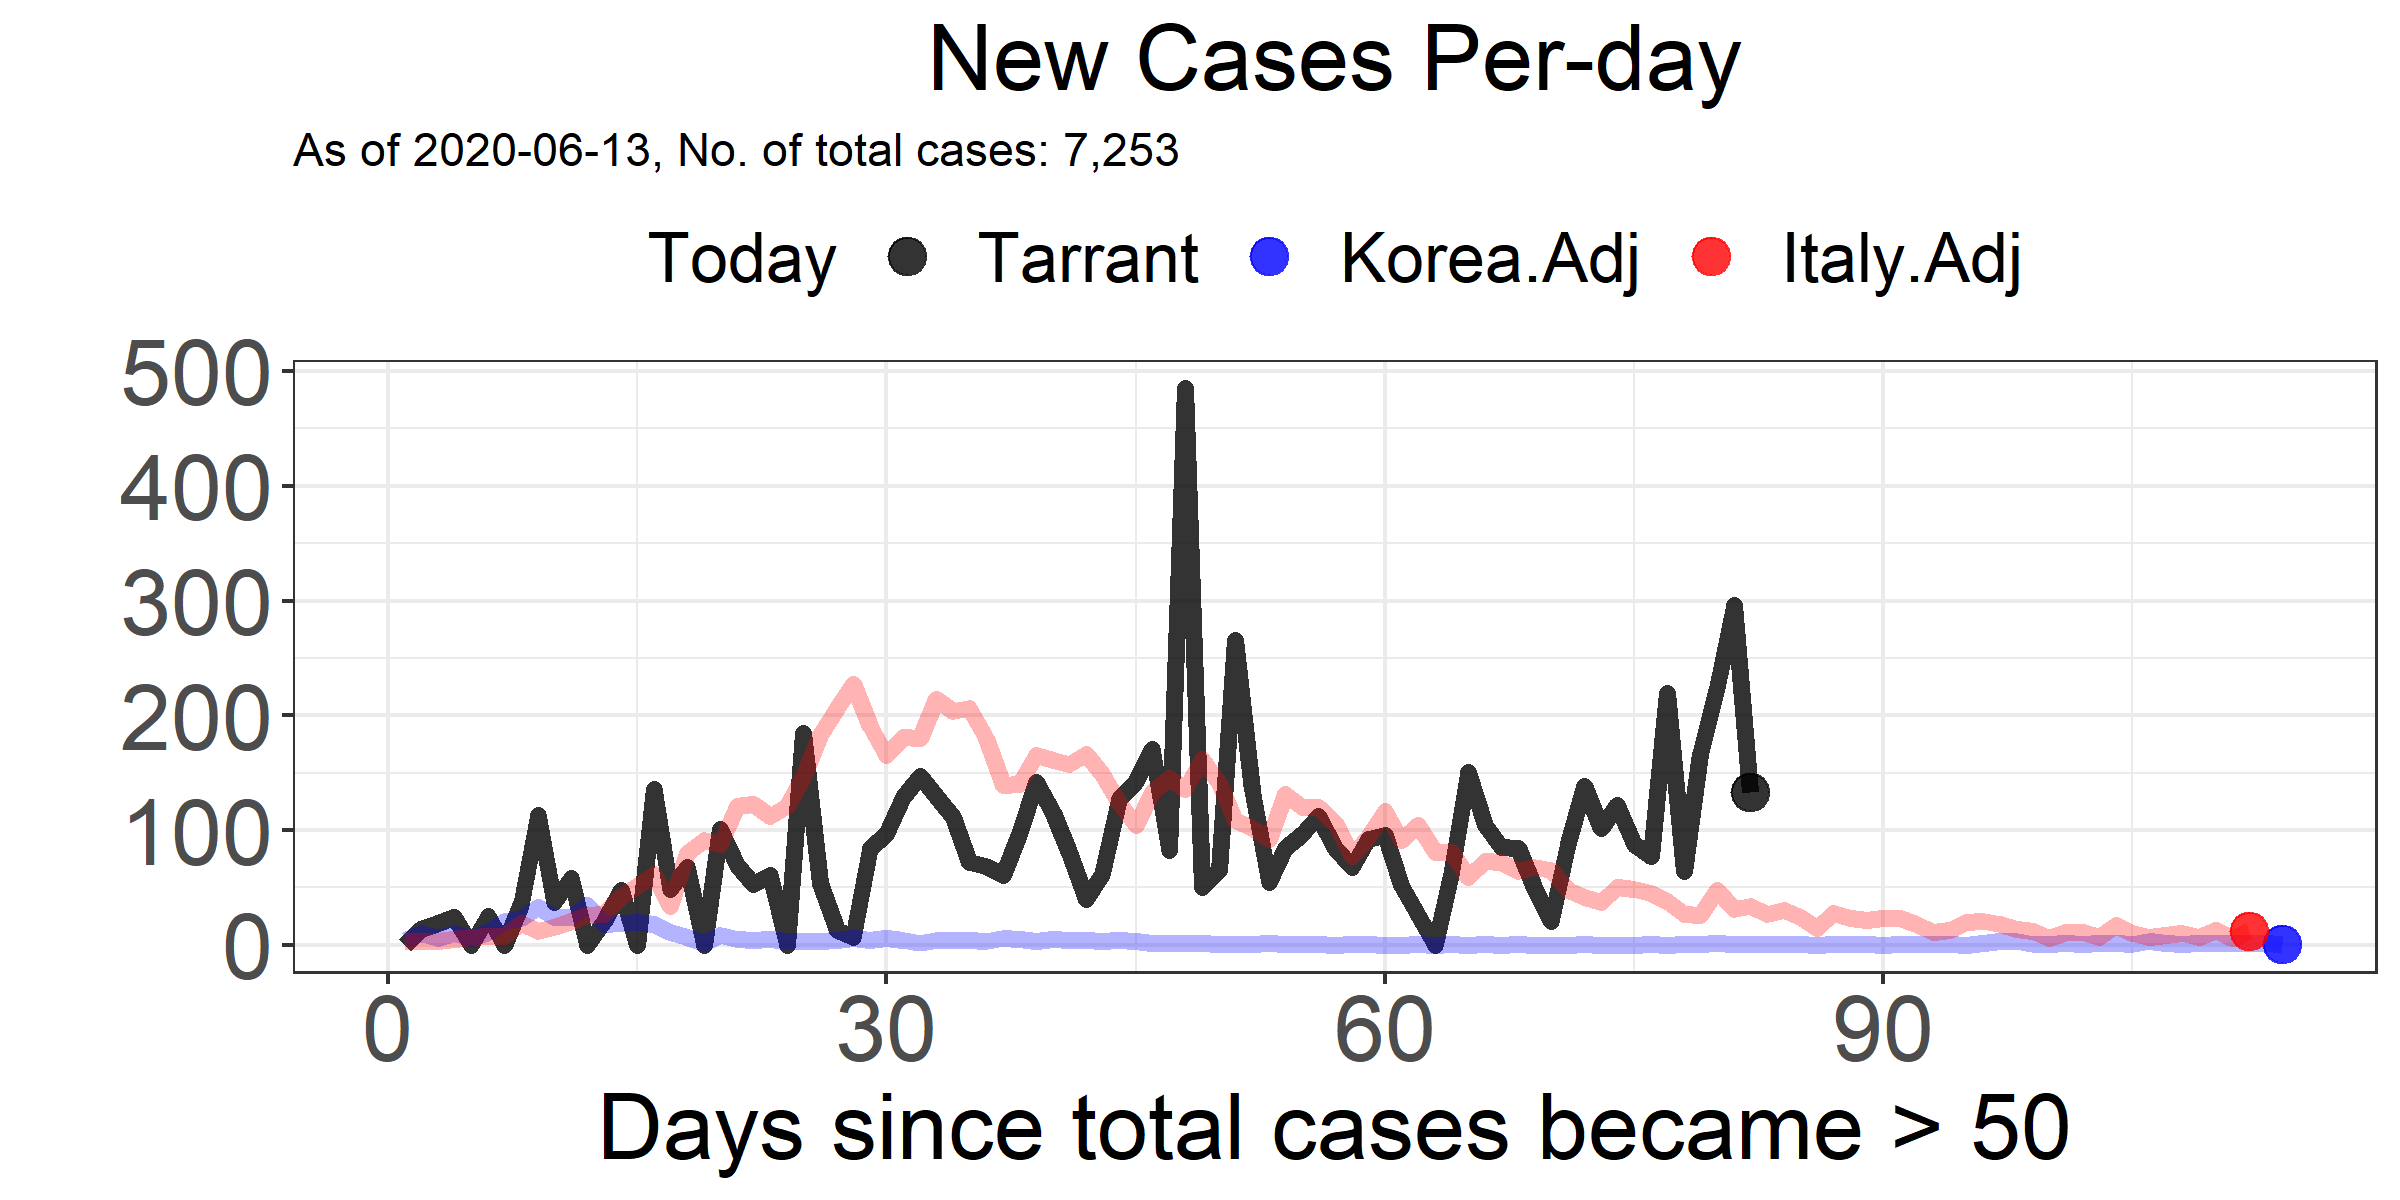 New Cases Per-day
As of 2020-06-13, No. of total cases: 7,253
Today Tarrant Korea.Adj Italy.Adj
500
400
300
200
100
0
0 30 60 90
Days since total cases became > 50